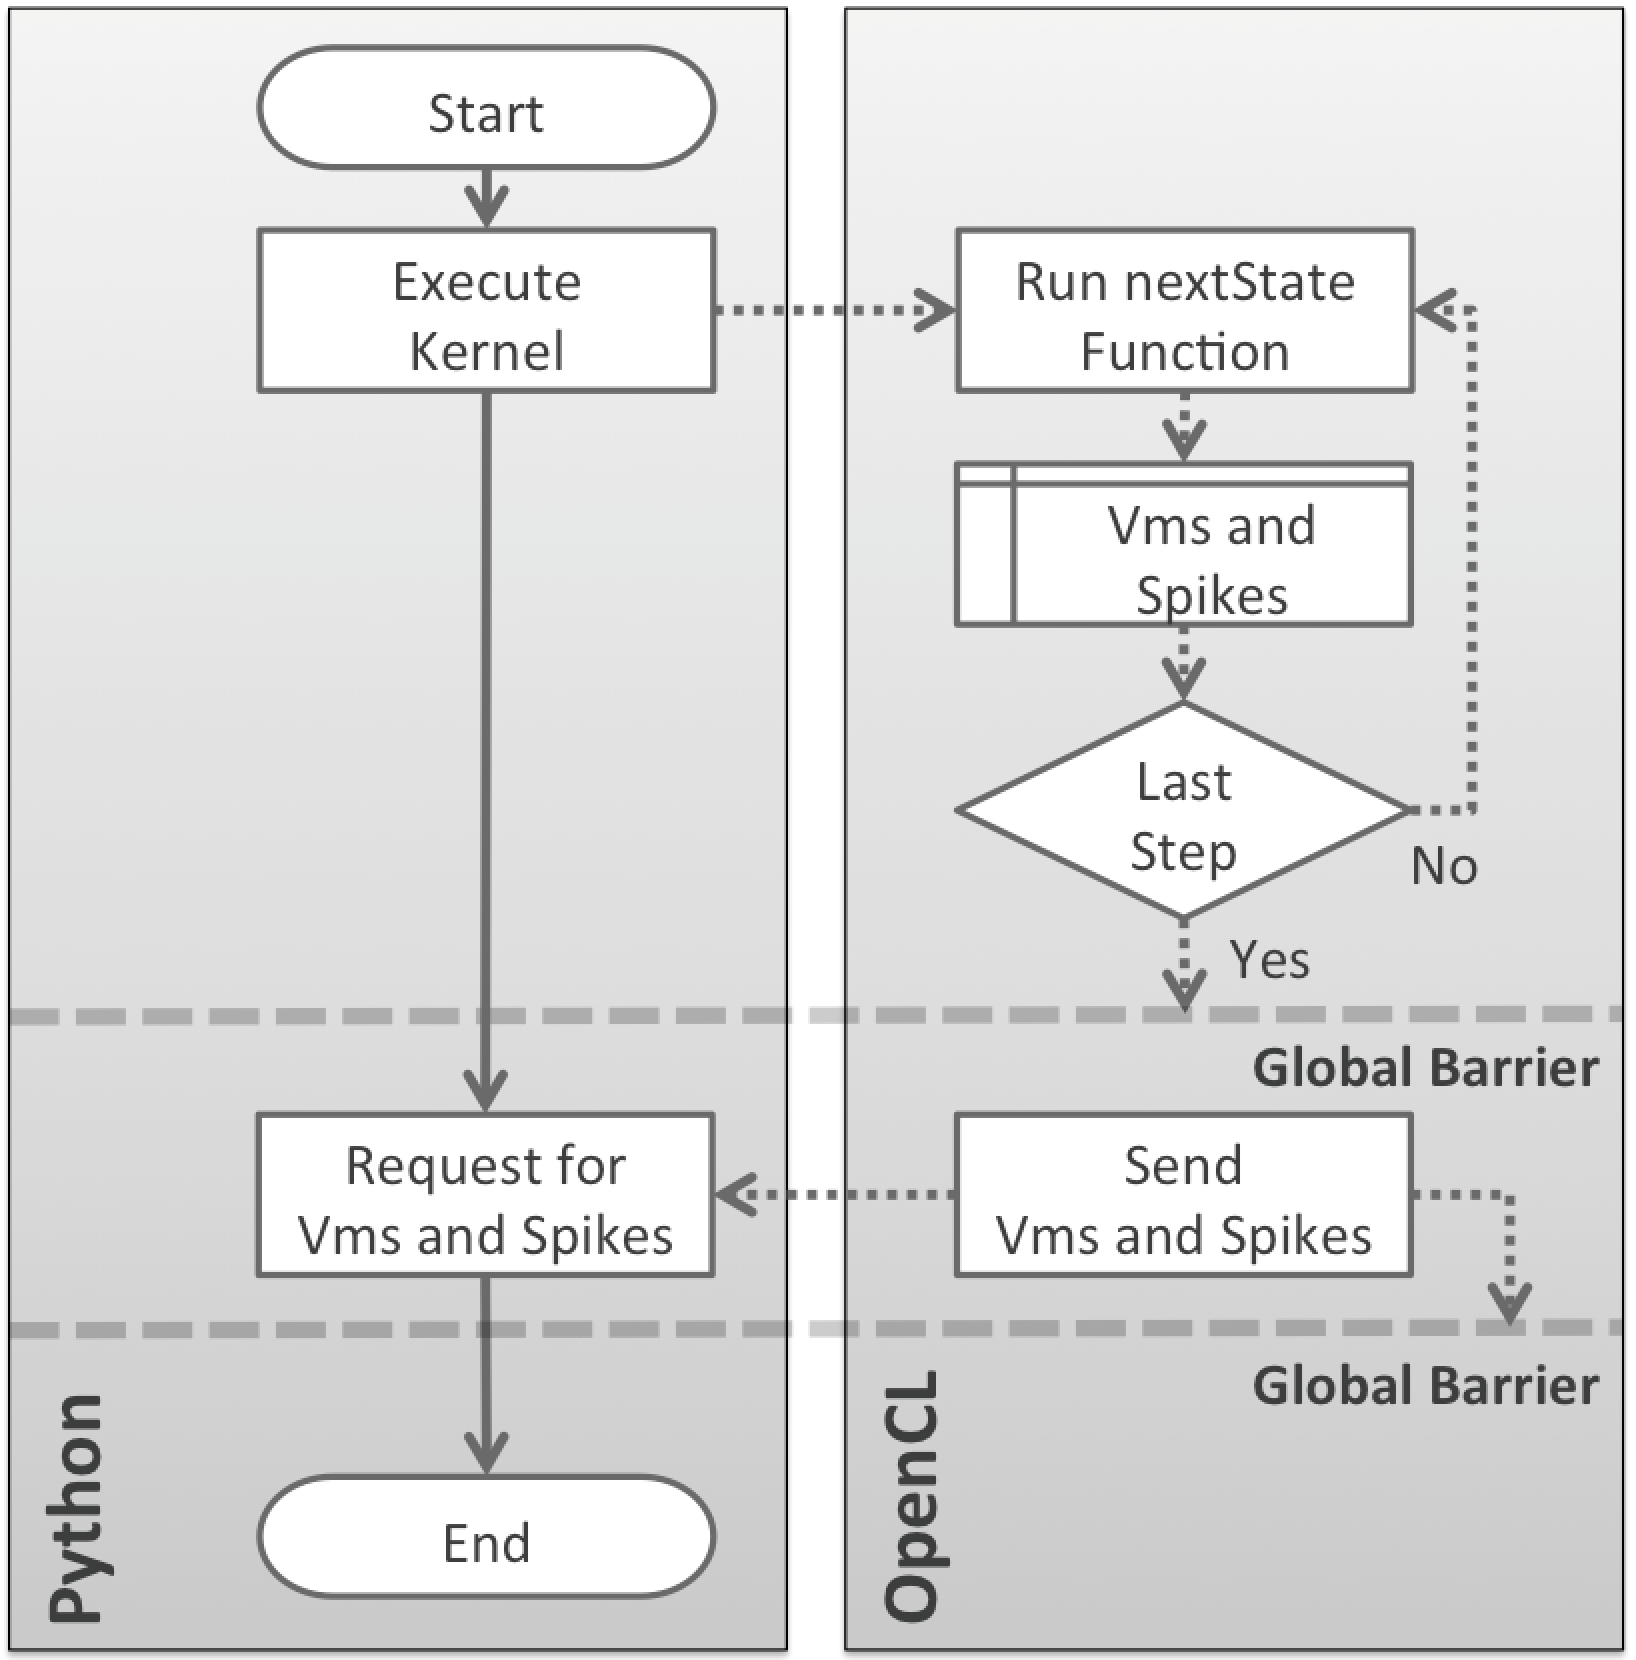 Start
Execute
Kernel
Run nextState
Function
Vms and
Spikes
Last
Step
No
Yes
Global Barrier
Request for
Vms and Spikes
Send
Vms and Spikes
Global Barrier
End
Python
OpenCL